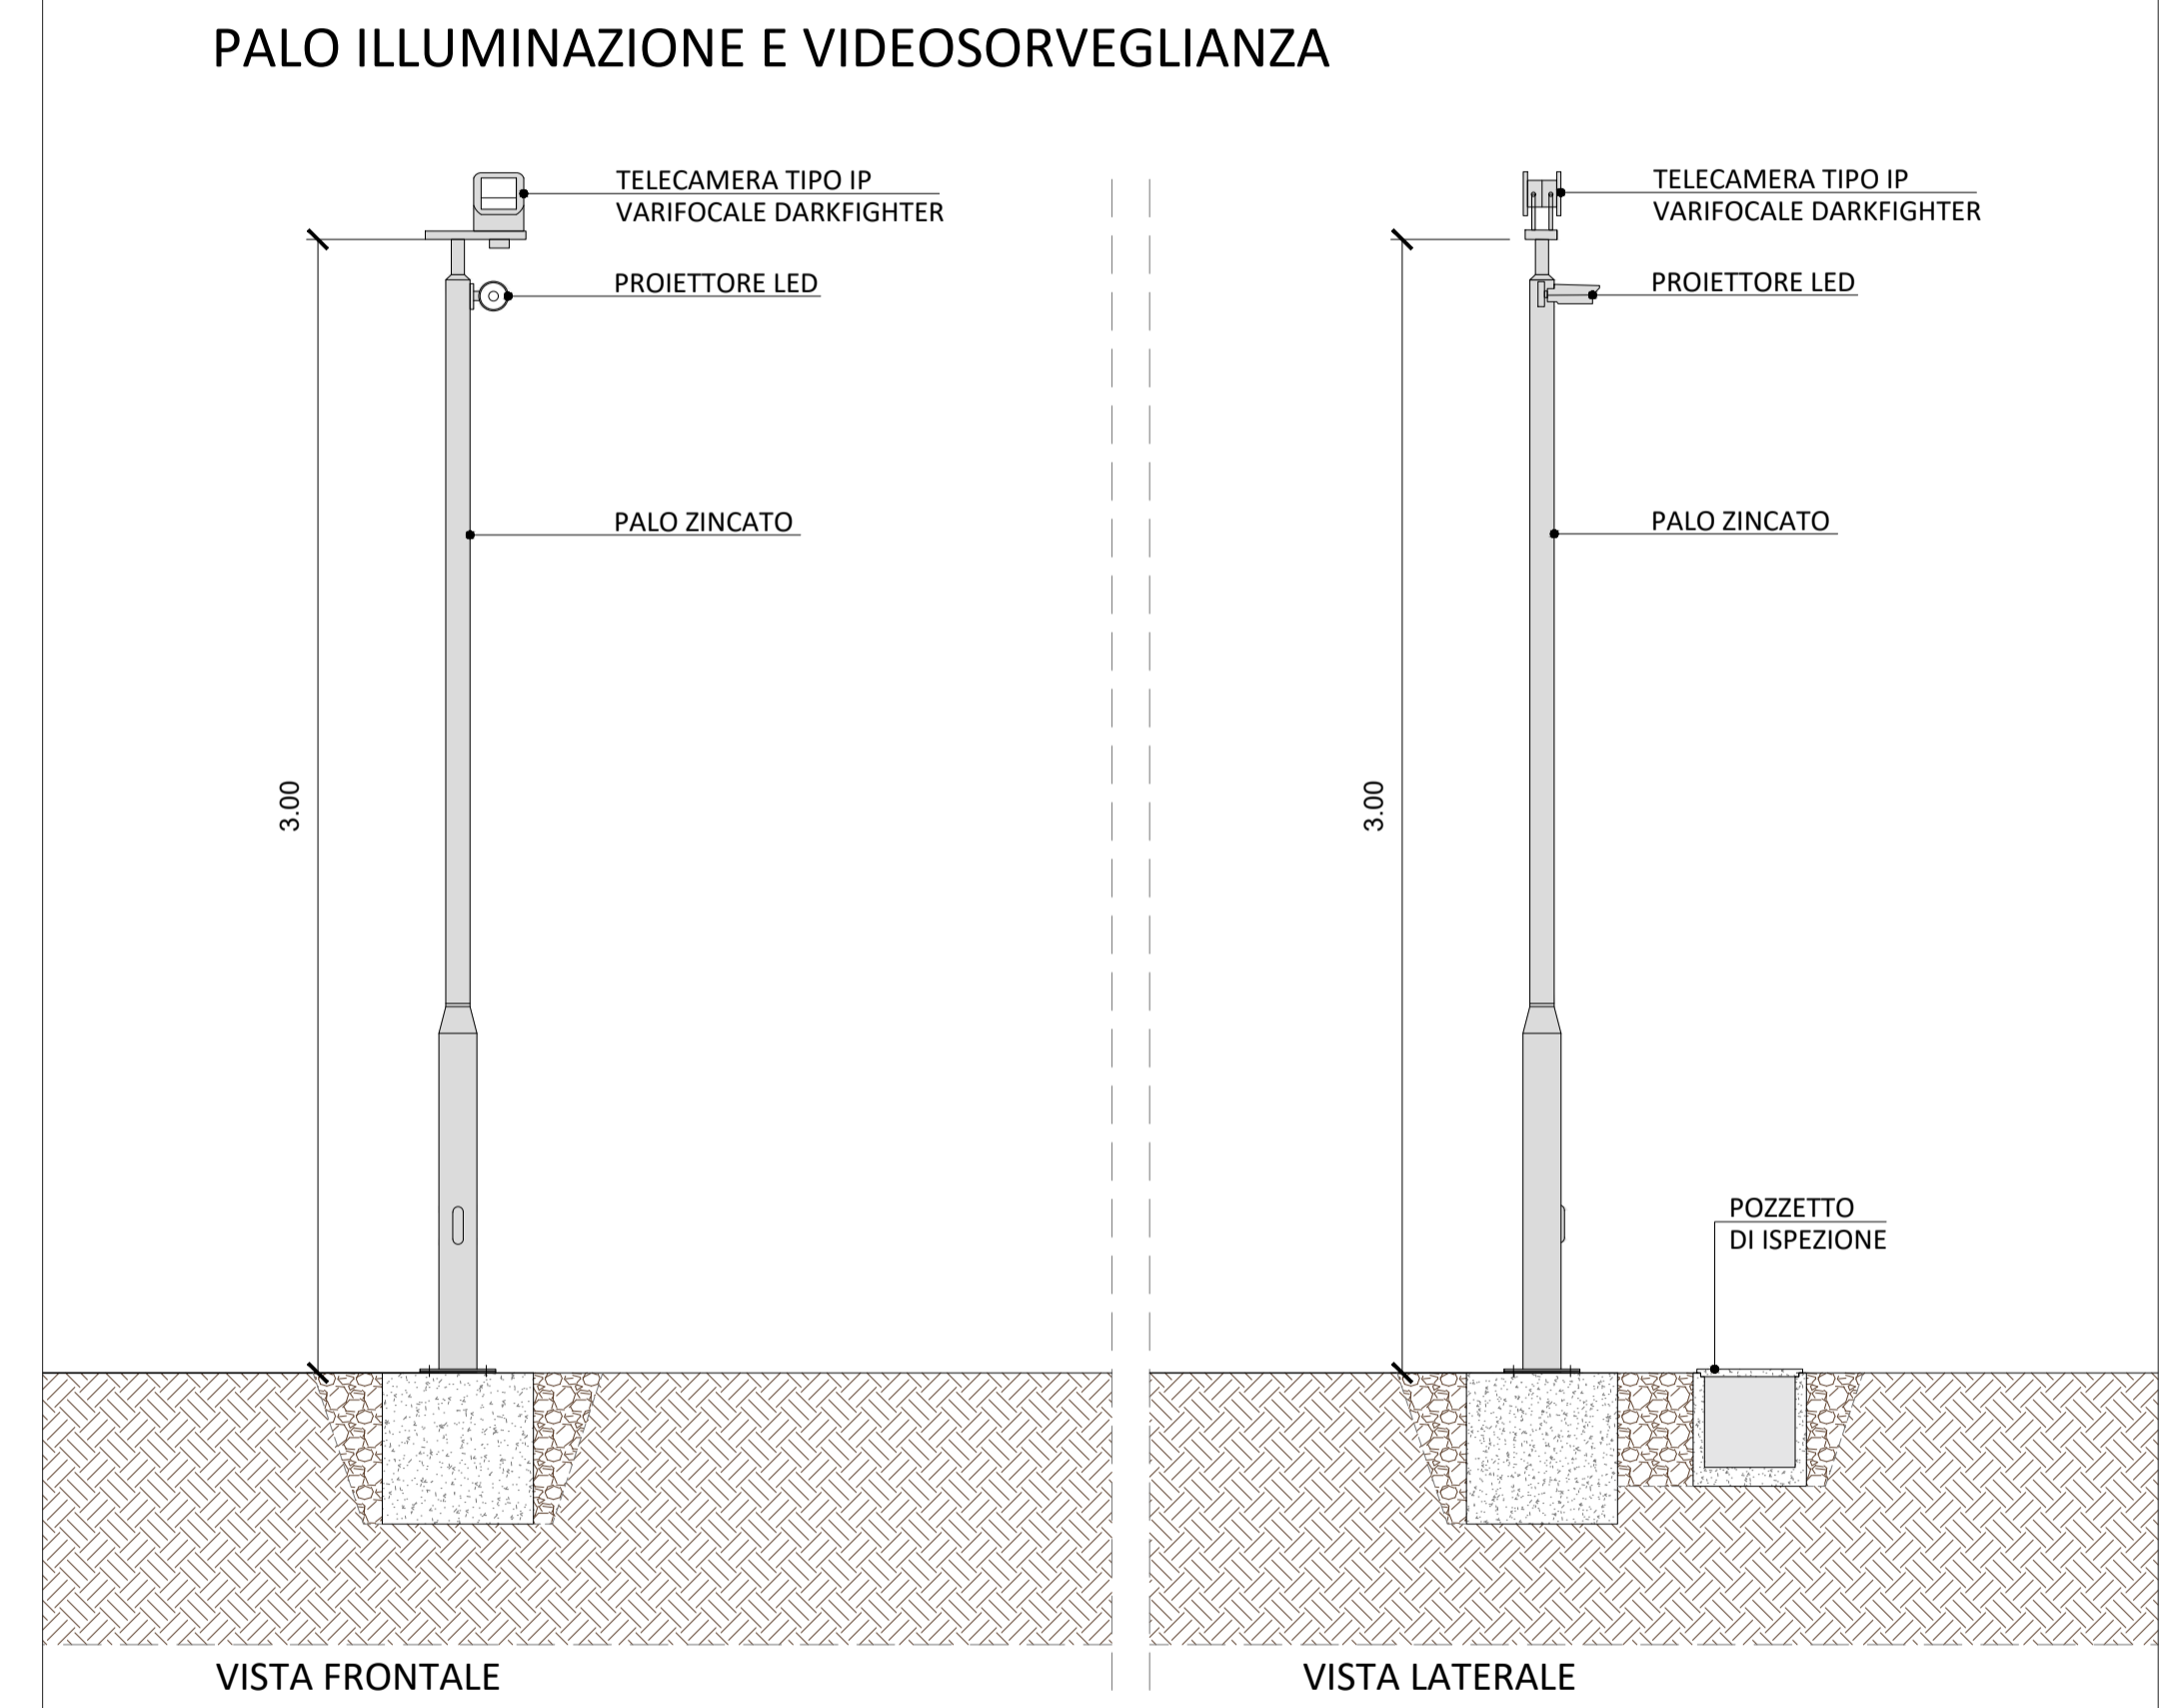 PALO ILLUMINAZIONE E VIDEOSORVEGLIANZA
TELECAMERA TIPO IP
VARIFOCALE DARKFIGHTER
PROIETTORE LED
PALO ZINCATO
3.00
VISTA FRONTALE
TELECAMERA TIPO IP
VARIFOCALE DARKFIGHTER
PROIETTORE LED
PALO ZINCATO
3.00
POZZETTO
DI ISPEZIONE
VISTA LATERALE